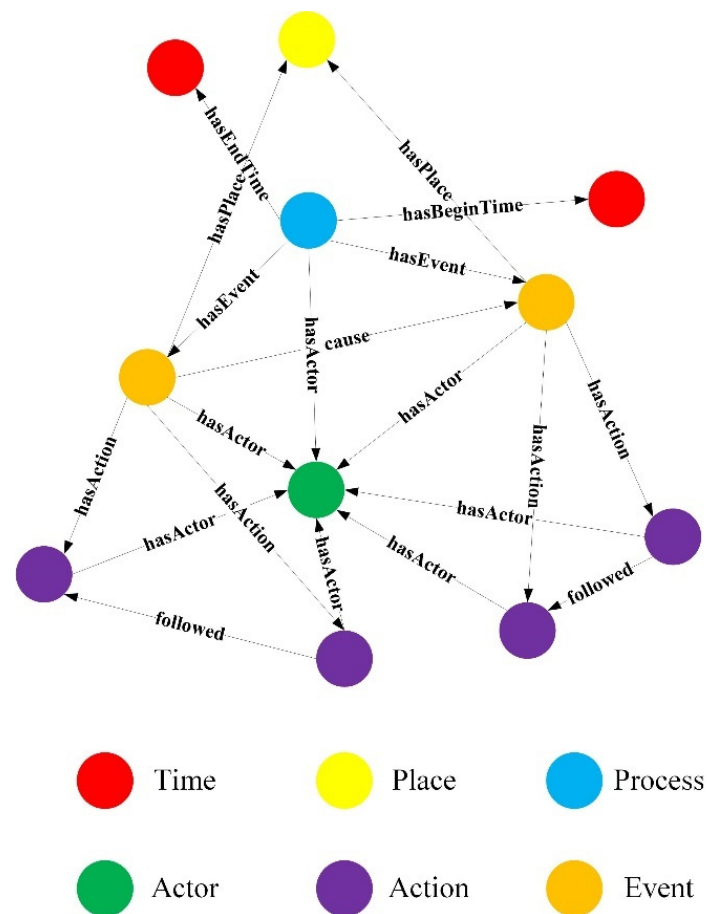 hasEndTime
hasPlace
hasPlace
hasBeginTime
hasEvent
hasEvent
hasActor
cause
hasActor
hasActor
hasAction
hasAction
hasAction
hasAction
hasActor
hasActor
hasActor
hasActor
followed
followed
Time Place Process
Actor Action Event